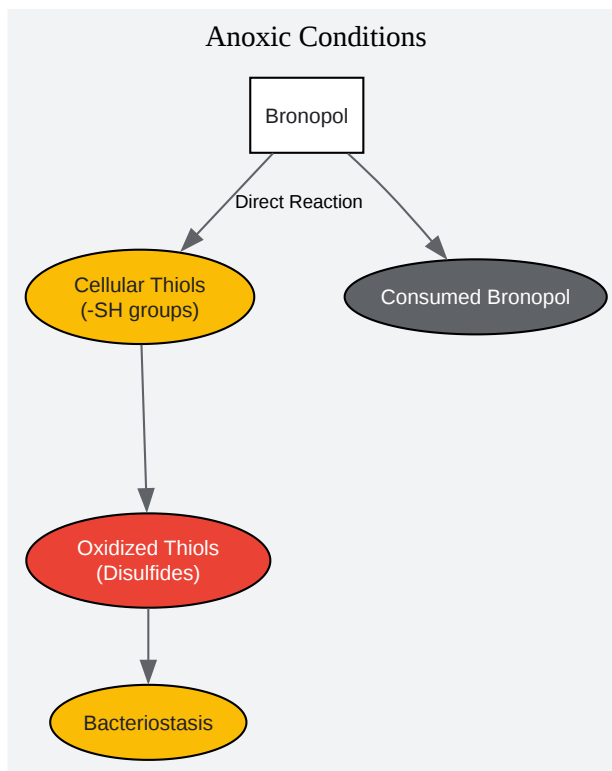 Anoxic Conditions
Bronopol
Direct Reaction
Cellular Thiols
(-SH groups)
Consumed Bronopol
Oxidized Thiols
(Disulfides)
Bacteriostasis